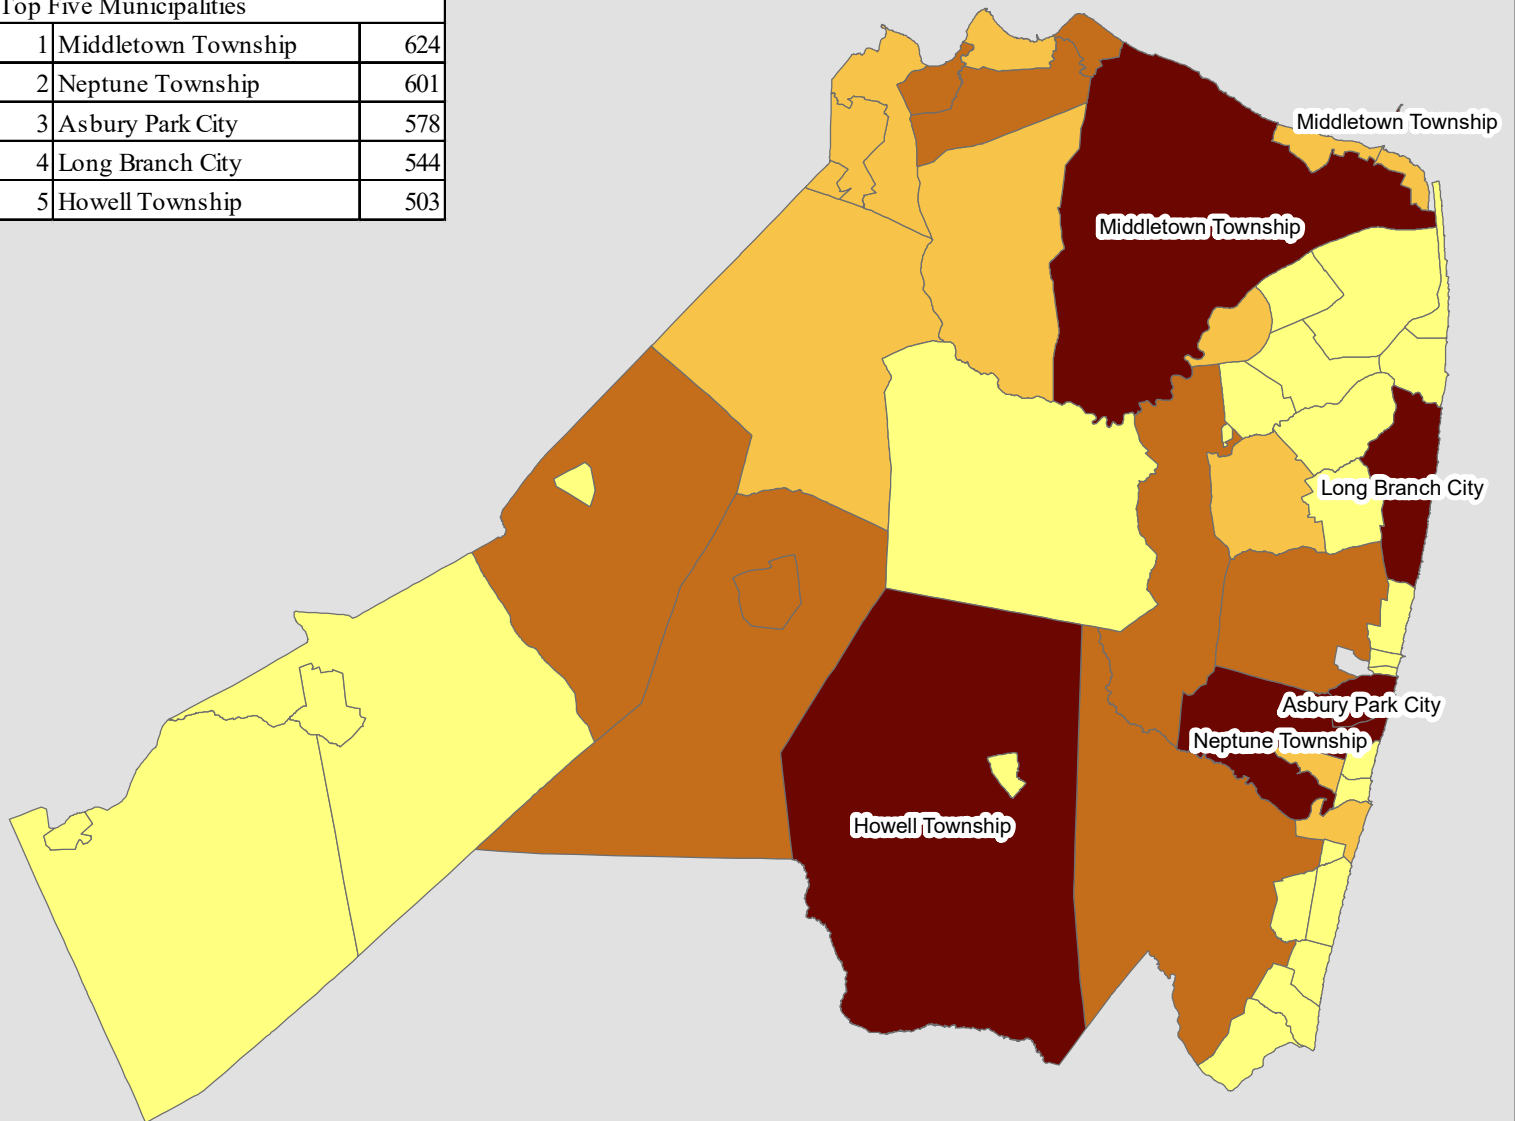 Top Five Municipalities
1 Middletown Township 624
2 Neptune Township 601
3 Asbury Park City 578
4 Long Branch City 544
5 Howell Township 503
Middletown Township
Middletown Township
Long Branch City
Asbury Park City
Neptune Township
Howell Township